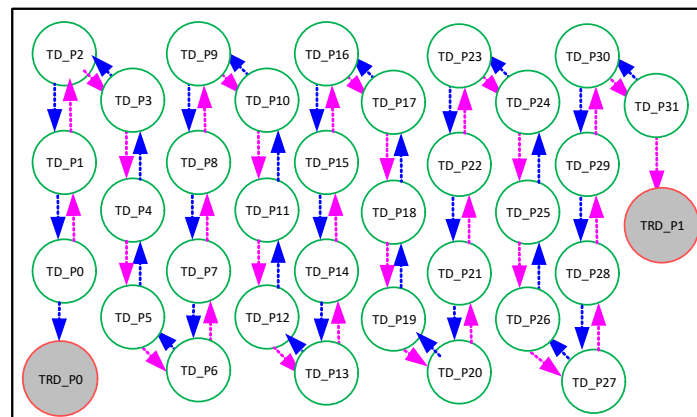 TD_P2
TD_P3
TD_P1
TD_P4
TD_P0
TD_P5
TRD_P0
TD_P9
TD_P10
TD_P8
TD_P11
TD_P7
TD_P12
TD_P6
TD_P16
TD_P17
TD_P15
TD_P18
TD_P14
TD_P19
TD_P13
TD_P23
TD_P24
TD_P22
TD_P25
TD_P21
TD_P26
TD_P20
TD_P30
TD_P31
TD_P29
TRD_P1
TD_P28
TD_P27